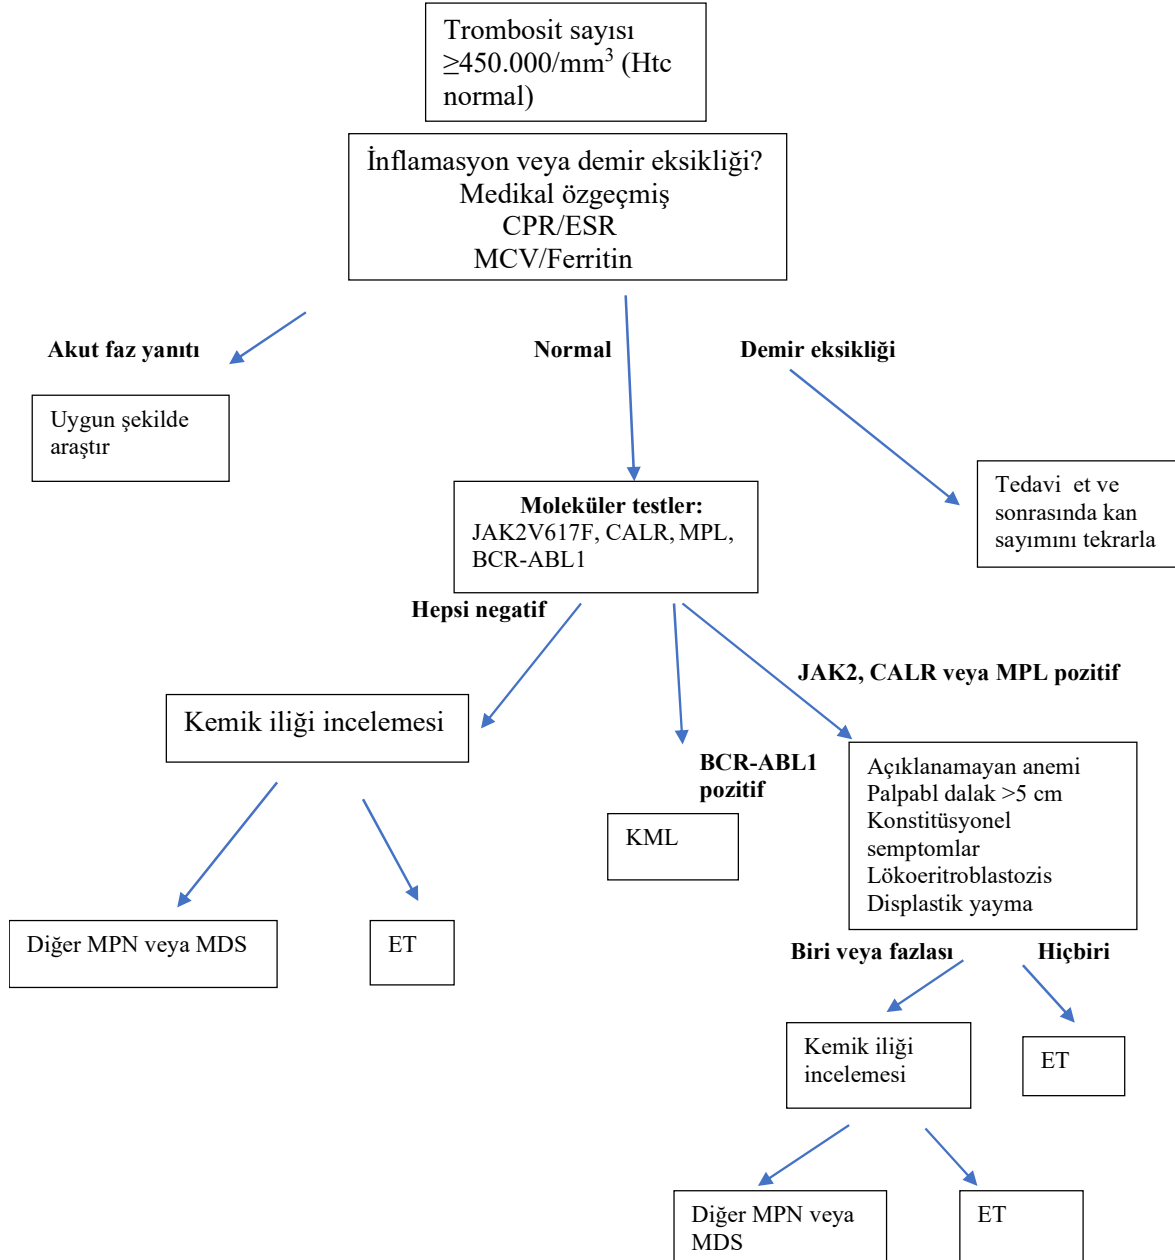 Trombosit sayısı
≥450.000/mm³ (Htc
normal)
İnflamasyon veya demir eksikliği?
Medikal özgeçmiş
CPR/ESR
MCV/Ferritin
Akut faz yanıtı
Normal
Demir eksikliği
Uygun şekilde
araştır
Tedavi et ve
sonrasında kan
sayımını tekrarla
Moleküler testler:
JAK2V617F, CALR, MPL,
BCR-ABL1
Hepsi negatif
JAK2, CALR veya MPL pozitif
Kemik iliği incelemesi
BCR-ABL1
pozitif
KML
Açıklanamayan anemi
Palpabl dalak >5 cm
Konstitüsyonel
semptomlar
Lökoeritroblastozis
Displastik yayma
Diğer MPN veya MDS
ET
Biri veya fazlası
Hiçbiri
Kemik iliği
incelemesi
ET
Diğer MPN veya
MDS
ET